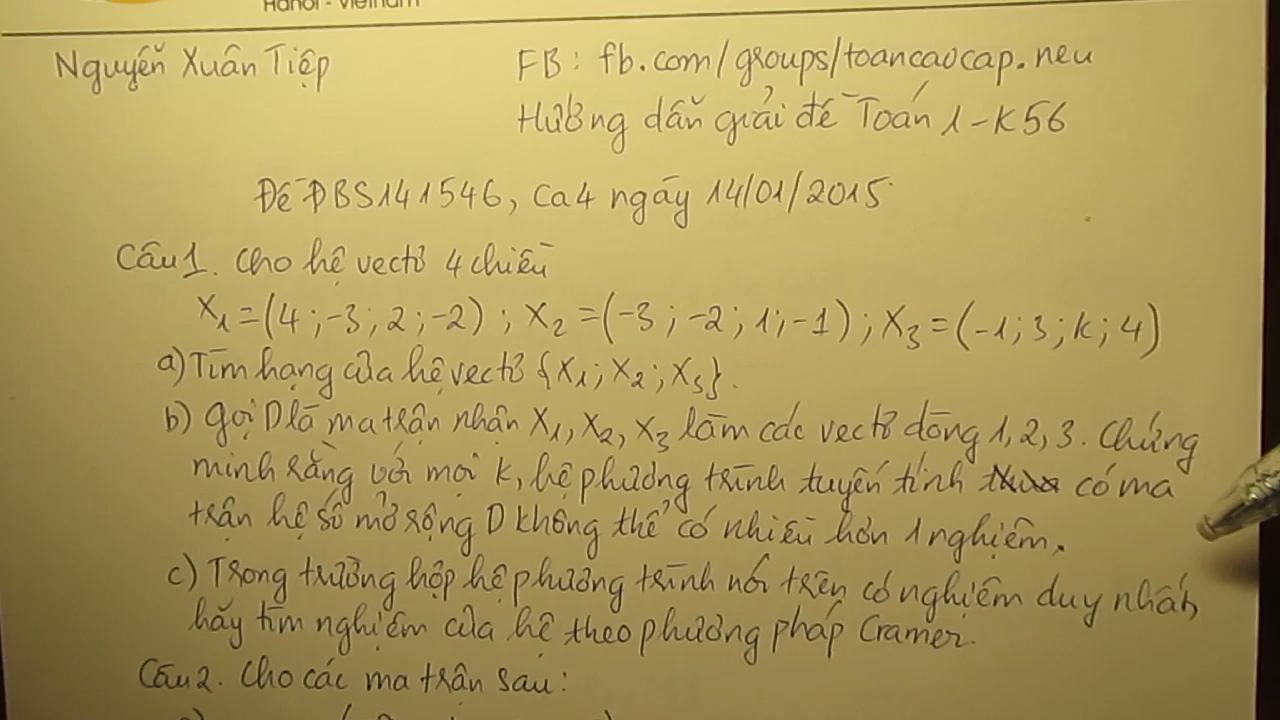 Hanoi - Vietnam
Nguyễn Xuân Tiệp
FB: fb.com/groups/toancaocap.neu
Hướng dẫn giải đề Toán 1-K56
Đề ĐBS141546, Ca 4 ngày 14/01/2015
Câu 1. Cho hệ vectơ 4 chiều
X₁=(4;-3;2;-2); X₂=(-3;-2;1;-1); X₃=(-1;3;k;4)
a) Tìm hạng của hệ vectơ {X₁; X₂; X₃}.
b) Gọi D là ma trận nhận X₁, X₂, X₃ làm các vectơ dòng 1, 2, 3. Chứng
minh rằng với mọi k, hệ phương trình tuyến tính có ma
trận hệ số mở rộng D không thể có nhiều hơn 1 nghiệm.
c) Trong trường hợp hệ phương trình nói trên có nghiệm duy nhất,
hãy tìm nghiệm của hệ theo phương pháp Cramer.
Câu 2. Cho các ma trận sau: